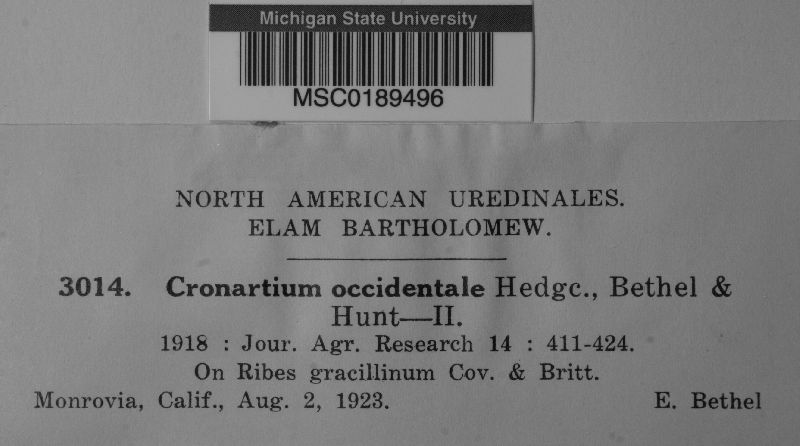 Michigan State University
MSC0189496
NORTH AMERICAN UREDINALES.
ELAM BARTHOLOMEW.
3014. Cronartium occidentale Hedgc., Bethel &
Hunt—II.
1918 : Jour. Agr. Research 14 : 411-424.
On Ribes gracillinum Cov. & Britt.
Monrovia, Calif., Aug. 2, 1923. E. Bethel